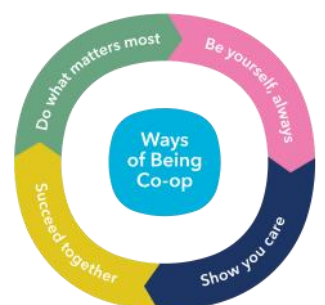 Do what matters most
Be yourself, always
Ways
of Being
Co-op
Succeed together
Show you care